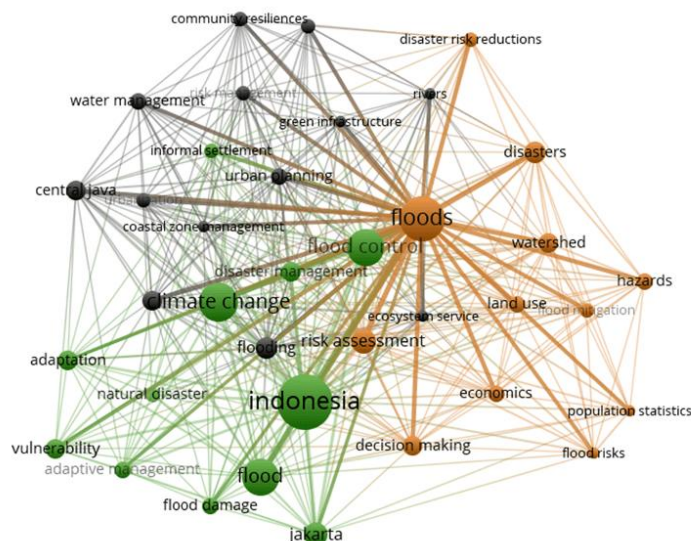 community resiliences
disaster risk reductions
water management
risk management
rivers
green infrastructure
informal settlement
disasters
urban planning
central java
urbanization
floods
coastal zone management
flood control
watershed
disaster management
hazards
climate change
land use
flood mitigation
ecosystem service
risk assessment
flooding
adaptation
natural disaster
indonesia
economics
population statistics
vulnerability
decision making
flood risks
adaptive management
flood
flood damage
jakarta